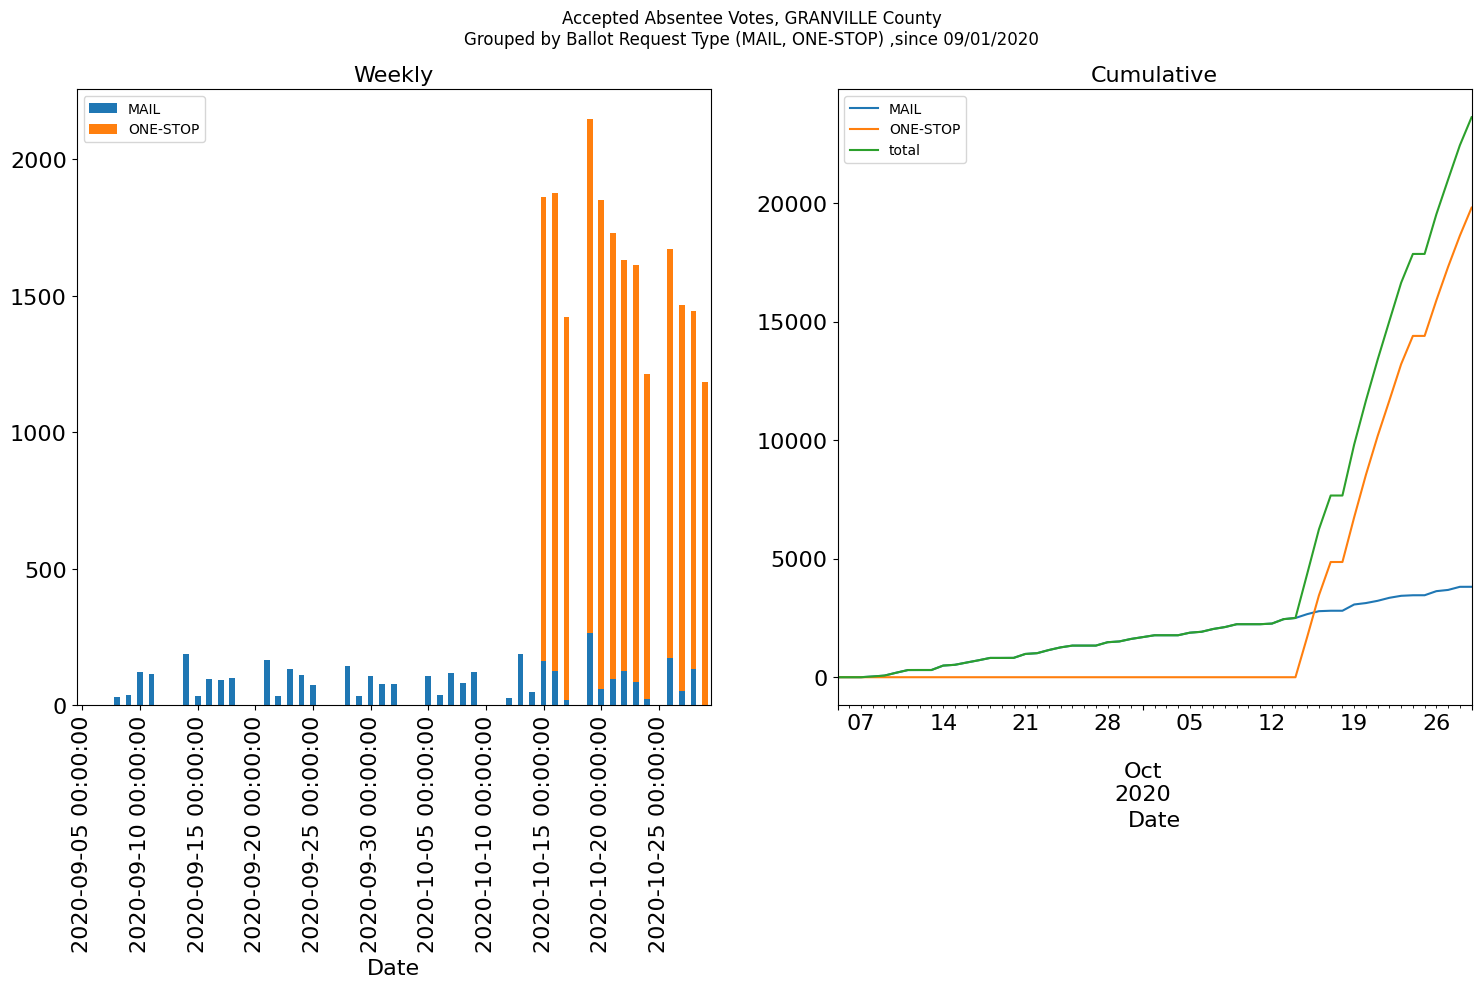 Accepted Absentee Votes, GRANVILLE County
Grouped by Ballot Request Type (MAIL, ONE-STOP) ,since 09/01/2020
Weekly
MAIL
ONE-STOP
2000
1500
1000
500
0
2020-09-05 00:00:00
2020-09-10 00:00:00
2020-09-15 00:00:00
2020-09-20 00:00:00
2020-09-25 00:00:00
2020-09-30 00:00:00
2020-10-05 00:00:00
2020-10-10 00:00:00
2020-10-15 00:00:00
2020-10-20 00:00:00
2020-10-25 00:00:00
Date
Cumulative
MAIL
ONE-STOP
total
20000
15000
10000
5000
0
07 14 21 28 05 12 19 26
Oct
2020
Date